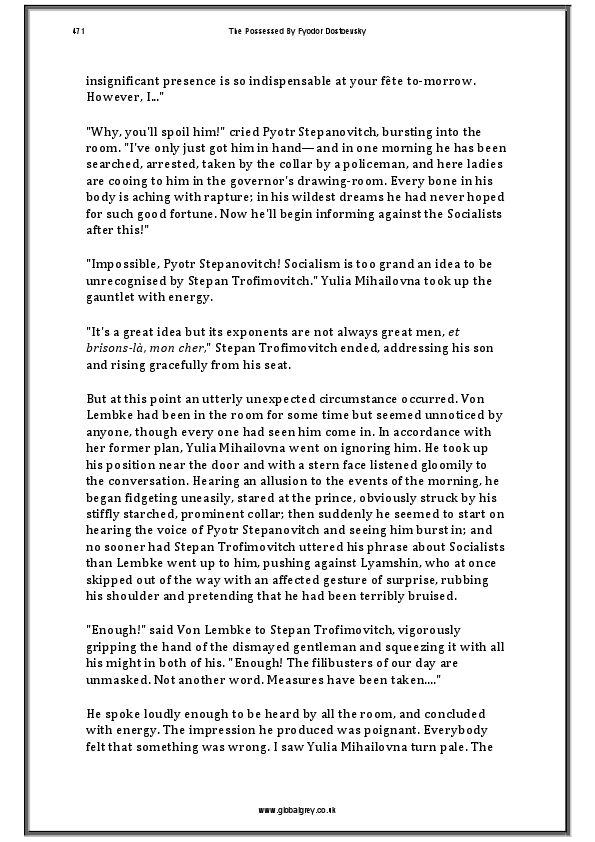 471
The Possessed By Fyodor Dostoevsky
insignificant presence is so indispensable at your fête to-morrow.
However, I..."
"Why, you'll spoil him!" cried Pyotr Stepanovitch, bursting into the
room. "I've only just got him in hand—and in one morning he has been
searched, arrested, taken by the collar by a policeman, and here ladies
are cooing to him in the governor's drawing-room. Every bone in his
body is aching with rapture; in his wildest dreams he had never hoped
for such good fortune. Now he'll begin informing against the Socialists
after this!"
"Impossible, Pyotr Stepanovitch! Socialism is too grand an idea to be
unrecognised by Stepan Trofimovitch." Yulia Mihailovna took up the
gauntlet with energy.
"It's a great idea but its exponents are not always great men, et
brisons-là, mon cher," Stepan Trofimovitch ended, addressing his son
and rising gracefully from his seat.
But at this point an utterly unexpected circumstance occurred. Von
Lembke had been in the room for some time but seemed unnoticed by
anyone, though every one had seen him come in. In accordance with
her former plan, Yulia Mihailovna went on ignoring him. He took up
his position near the door and with a stern face listened gloomily to
the conversation. Hearing an allusion to the events of the morning, he
began fidgeting uneasily, stared at the prince, obviously struck by his
stiffly starched, prominent collar; then suddenly he seemed to start on
hearing the voice of Pyotr Stepanovitch and seeing him burst in; and
no sooner had Stepan Trofimovitch uttered his phrase about Socialists
than Lembke went up to him, pushing against Lyamshin, who at once
skipped out of the way with an affected gesture of surprise, rubbing
his shoulder and pretending that he had been terribly bruised.
"Enough!" said Von Lembke to Stepan Trofimovitch, vigorously
gripping the hand of the dismayed gentleman and squeezing it with all
his might in both of his. "Enough! The filibusters of our day are
unmasked. Not another word. Measures have been taken...."
He spoke loudly enough to be heard by all the room, and concluded
with energy. The impression he produced was poignant. Everybody
felt that something was wrong. I saw Yulia Mihailovna turn pale. The
www.globalgrey.co.uk